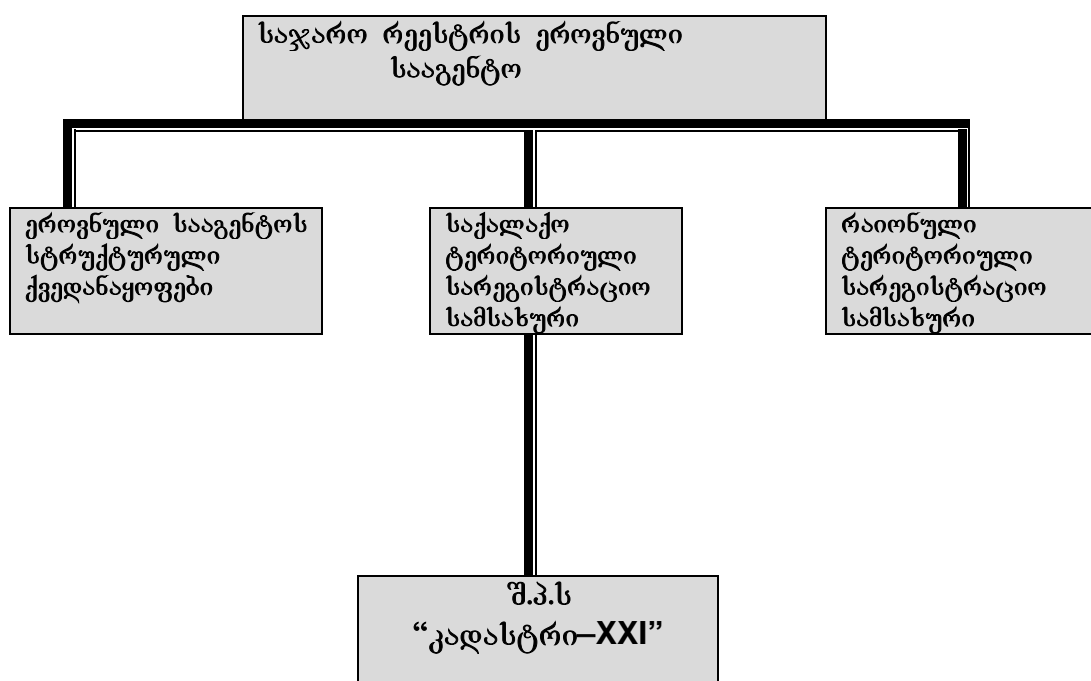 საჯარო რეესტრის ეროვნული
სააგენტო
ეროვნული სააგენტოს
სტრუქტურული
ქვედანაყოფები
საქალაქო
ტერიტორიული
სარეგისტრაციო
სამსახური
რაიონული
ტერიტორიული
სარეგისტრაციო
სამსახური
შ.პ.ს
“კადასტრი–XXI”